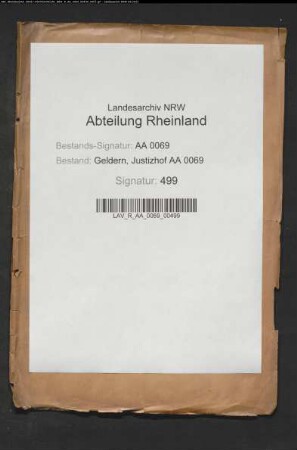 Landesarchiv NRW
Abteilung Rheinland
Bestands-Signatur: AA 0069
Bestand: Geldern, Justizhof AA 0069
Signatur: 499
LAV_R_AA_0069_00499